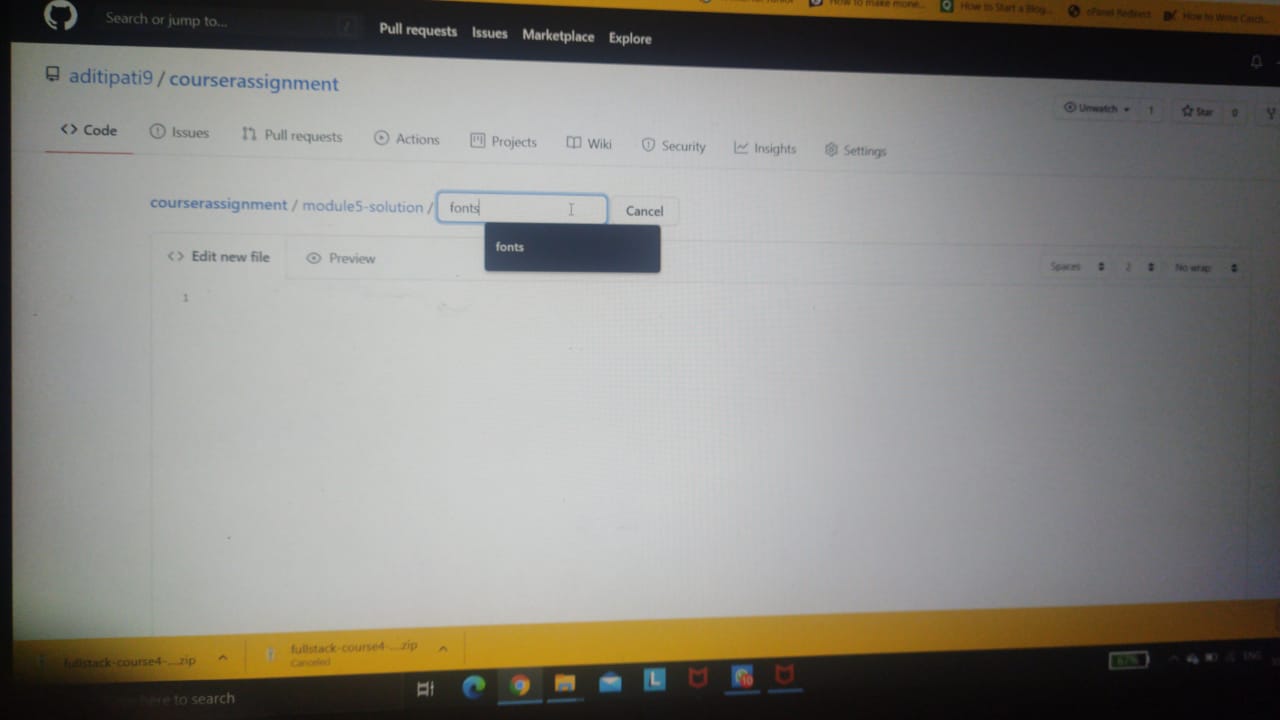 How to make mone...
How to Start a Blog...
cPanel Redirect
How to Write Catch...
Search or jump to...
/
Pull requests
Issues
Marketplace
Explore
aditipati9 / courserassignment
Unwatch
1
Star
0
Code
Issues
Pull requests
Actions
Projects
Wiki
Security
Insights
Settings
courserassignment / module5-solution /
fonts
Cancel
fonts
Edit new file
Preview
Spaces
2
No wrap
1
fullstack-course4-....zip
fullstack-course4-....zip
Canceled
here to search
L
10
67%
ENG